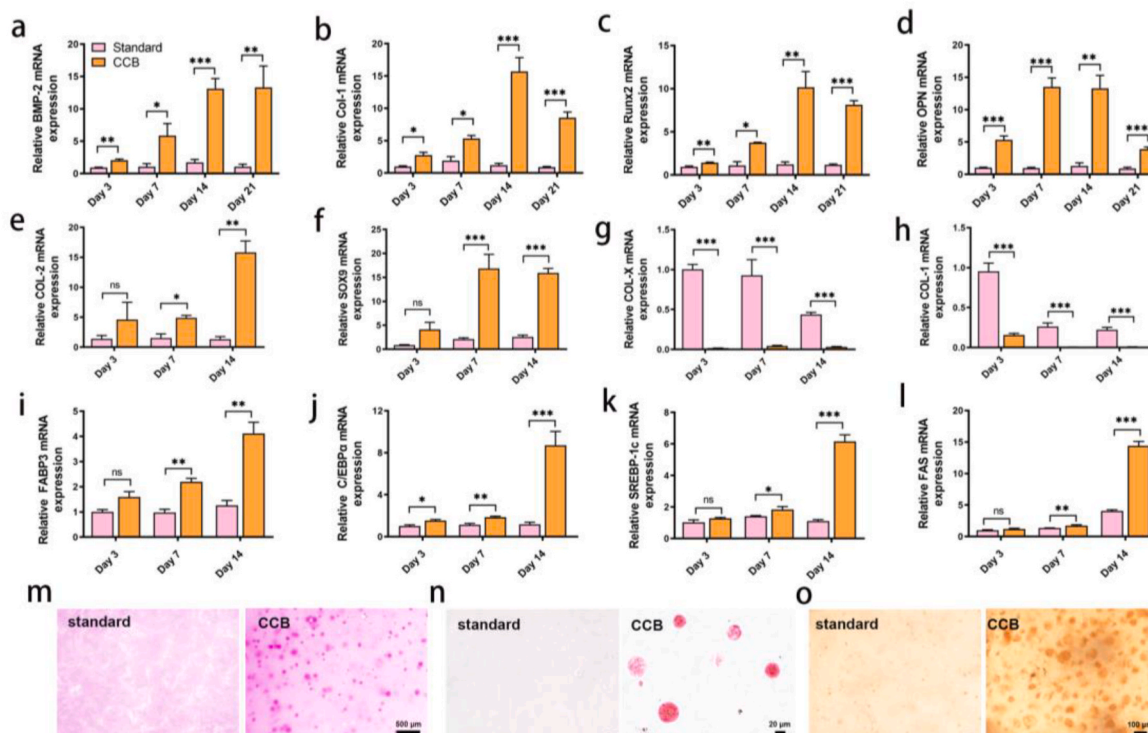 a
Relative BMP-2 mRNA
expression
20
15
10
5
0
Standard
CCB
**
*
***
**
Day 3
Day 7
Day 14
Day 21
b
Relative Col-1 mRNA
expression
20
15
10
5
0
*
*
***
***
Day 3
Day 7
Day 14
Day 21
c
Relative Runx2 mRNA
expression
15
10
5
0
**
*
**
***
Day 3
Day 7
Day 14
Day 21
d
Relative OPN mRNA
expression
20
15
10
5
0
***
***
**
***
Day 3
Day 7
Day 14
Day 21
e
Relative COL-2 mRNA
expression
20
15
10
5
0
ns
*
**
Day 3
Day 7
Day 14
f
Relative SOX9 mRNA
expression
25
20
15
10
5
0
ns
***
***
Day 3
Day 7
Day 14
g
Relative COL-X mRNA
expression
1.5
1.0
0.5
0.0
***
***
***
Day 3
Day 7
Day 14
h
Relative COL-1 mRNA
expression
1.5
1.0
0.5
0.0
***
***
***
Day 3
Day 7
Day 14
i
Relative FABP3 mRNA
expression
5
4
3
2
1
0
ns
**
**
Day 3
Day 7
Day 14
j
Relative C/EBPα mRNA
expression
12
9
6
3
0
*
**
***
Day 3
Day 7
Day 14
k
Relative SREBP-1c mRNA
expression
8
6
4
2
0
ns
*
***
Day 3
Day 7
Day 14
l
Relative FAS mRNA
expression
20
15
10
5
0
ns
**
***
Day 3
Day 7
Day 14
m
standard
CCB
500 μm
n
standard
CCB
20 μm
o
standard
CCB
100 μm